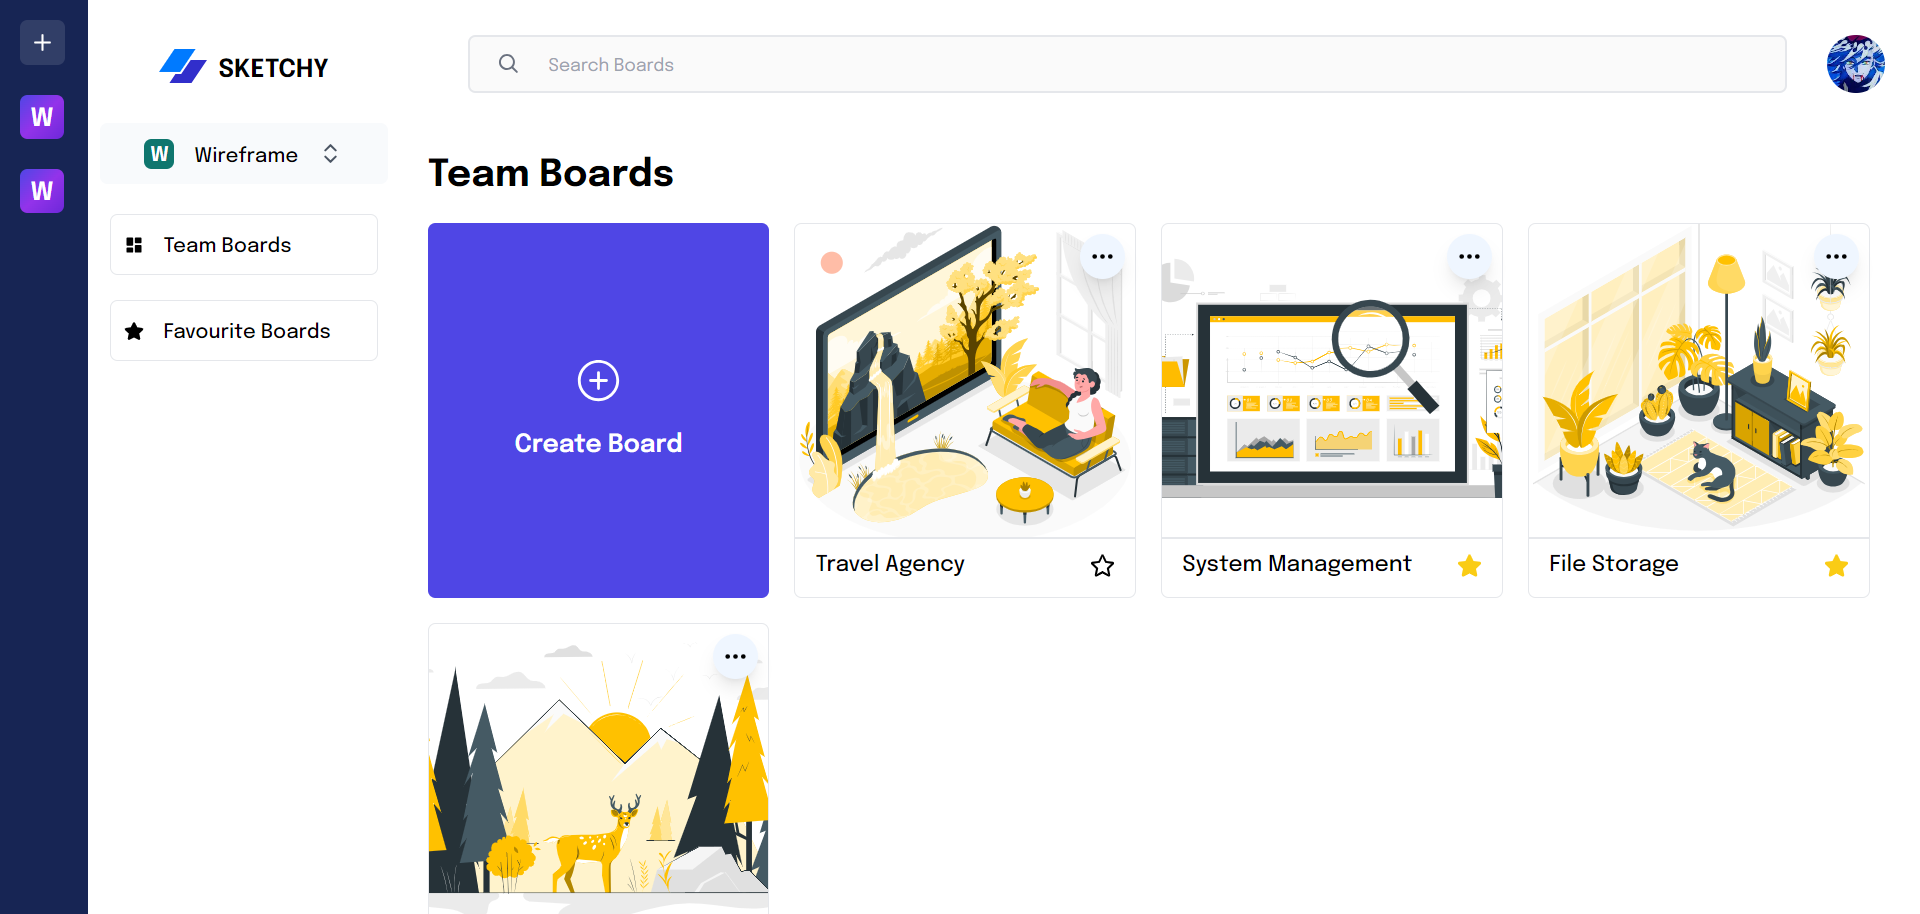 SKETCHY
Search Boards
W
W
W Wireframe
Team Boards
Favourite Boards
Team Boards
Create Board
Travel Agency
System Management
File Storage